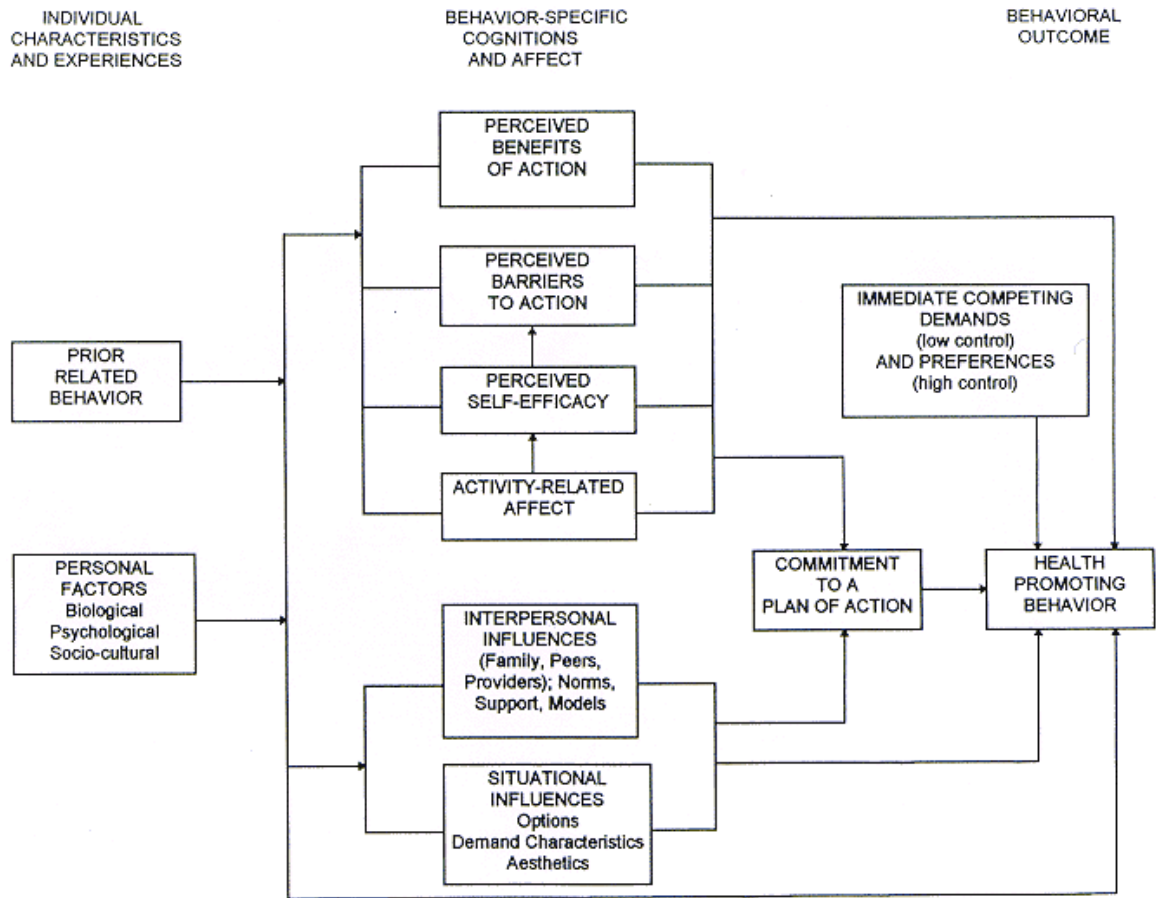 INDIVIDUAL
CHARACTERISTICS
AND EXPERIENCES
BEHAVIOR-SPECIFIC
COGNITIONS
AND AFFECT
BEHAVIORAL
OUTCOME
PERCEIVED
BENEFITS
OF ACTION
PERCEIVED
BARRIERS
TO ACTION
IMMEDIATE COMPETING
DEMANDS
(low control)
AND PREFERENCES
(high control)
PRIOR
RELATED
BEHAVIOR
PERCEIVED
SELF-EFFICACY
ACTIVITY-RELATED
AFFECT
PERSONAL
FACTORS
Biological
Psychological
Socio-cultural
COMMITMENT
TO A
PLAN OF ACTION
HEALTH
PROMOTING
BEHAVIOR
INTERPERSONAL
INFLUENCES
(Family, Peers,
Providers); Norms,
Support, Models
SITUATIONAL
INFLUENCES
Options
Demand Characteristics
Aesthetics